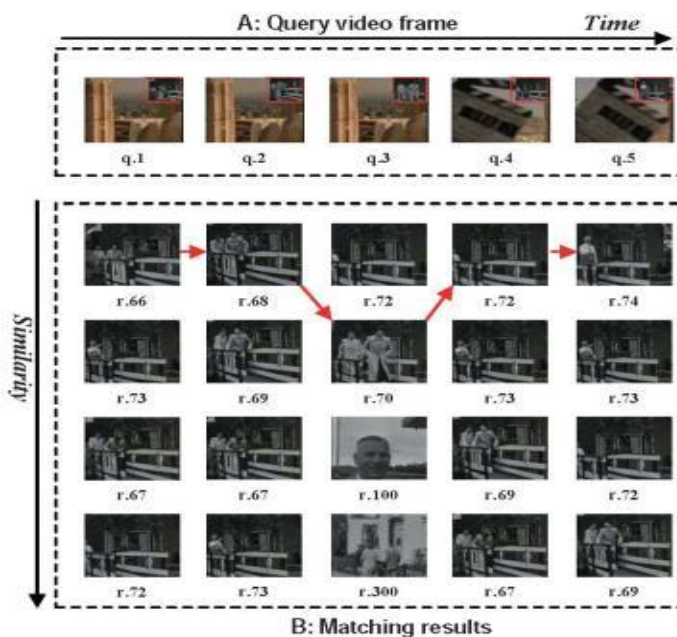 A: Query video frame
Time
q.1 q.2 q.3 q.4 q.5
Similarity
r.66 r.68 r.72 r.72 r.74
r.73 r.69 r.70 r.73 r.73
r.67 r.67 r.100 r.69 r.72
r.72 r.73 r.300 r.67 r.69
B: Matching results